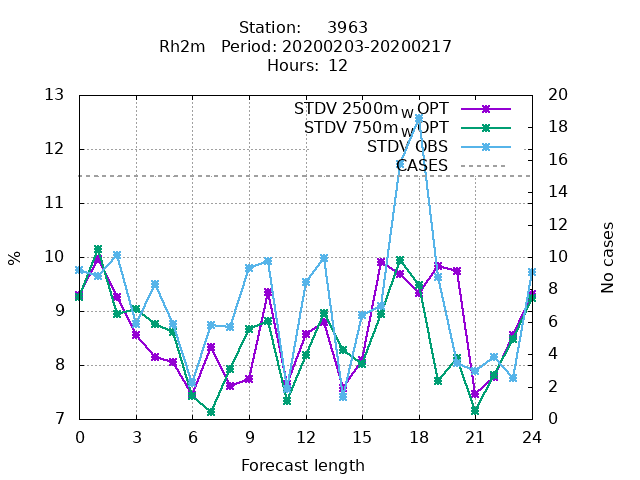 Station: 3963
Rh2m Period: 20200203-20200217
Hours: 12
STDV 2500m W OPT
STDV 750m W OPT
STDV OBS
CASES
13
12
11
10
9
8
7
20
18
16
14
12
10
8
6
4
2
0
%
No cases
0 3 6 9 12 15 18 21 24
Forecast length